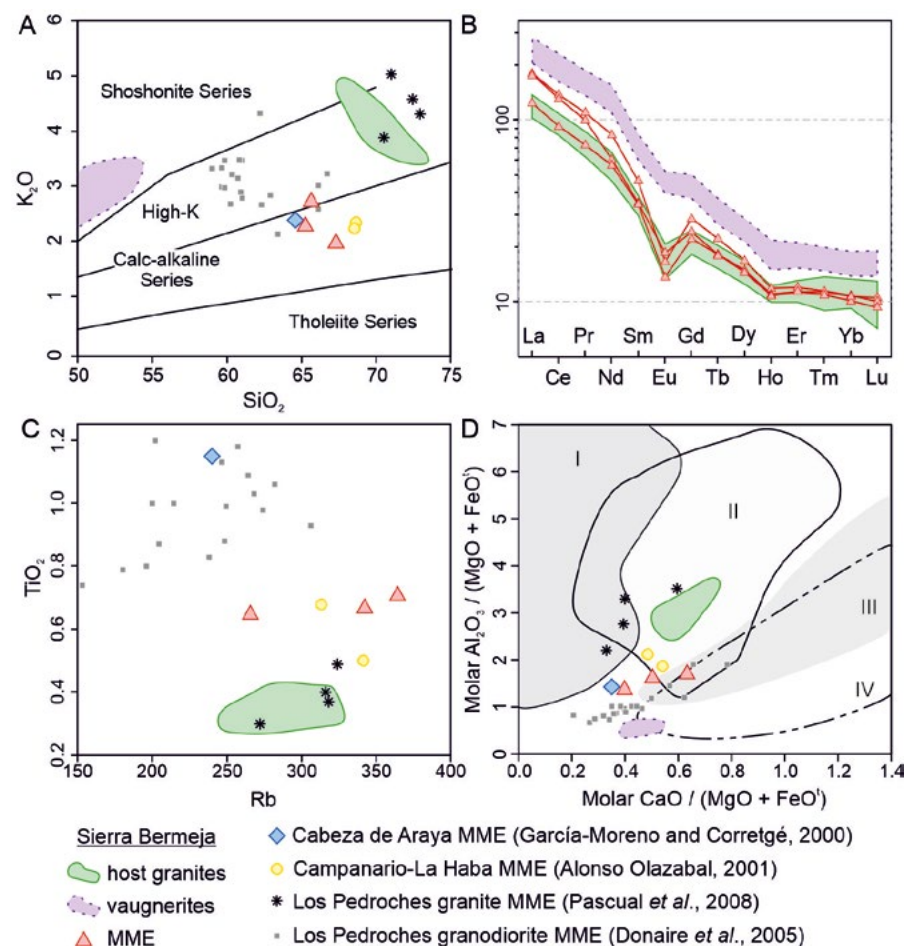 A
6
5
4
3
2
1
0
K₂O
Shoshonite Series
High-K
Calc-alkaline
Series
Tholeiite Series
50 55 60 65 70 75
SiO₂
B
100
10
La Pr Sm Gd Dy Er Yb
Ce Nd Eu Tb Ho Tm Lu
C
1.2
1.0
0.8
0.6
0.4
0.2
TiO₂
150 200 250 300 350 400
Rb
D
7
6
5
4
3
2
1
0
Molar Al₂O₃ / (MgO + FeOᵗ)
I
II
III
IV
0.0 0.2 0.4 0.6 0.8 1.0 1.2 1.4
Molar CaO / (MgO + FeOᵗ)
Sierra Bermeja
host granites
vaugnerites
MME
Cabeza de Araya MME (García-Moreno and Corretgé, 2000)
Campanario-La Haba MME (Alonso Olazabal, 2001)
Los Pedroches granite MME (Pascual et al., 2008)
Los Pedroches granodiorite MME (Donaire et al., 2005)